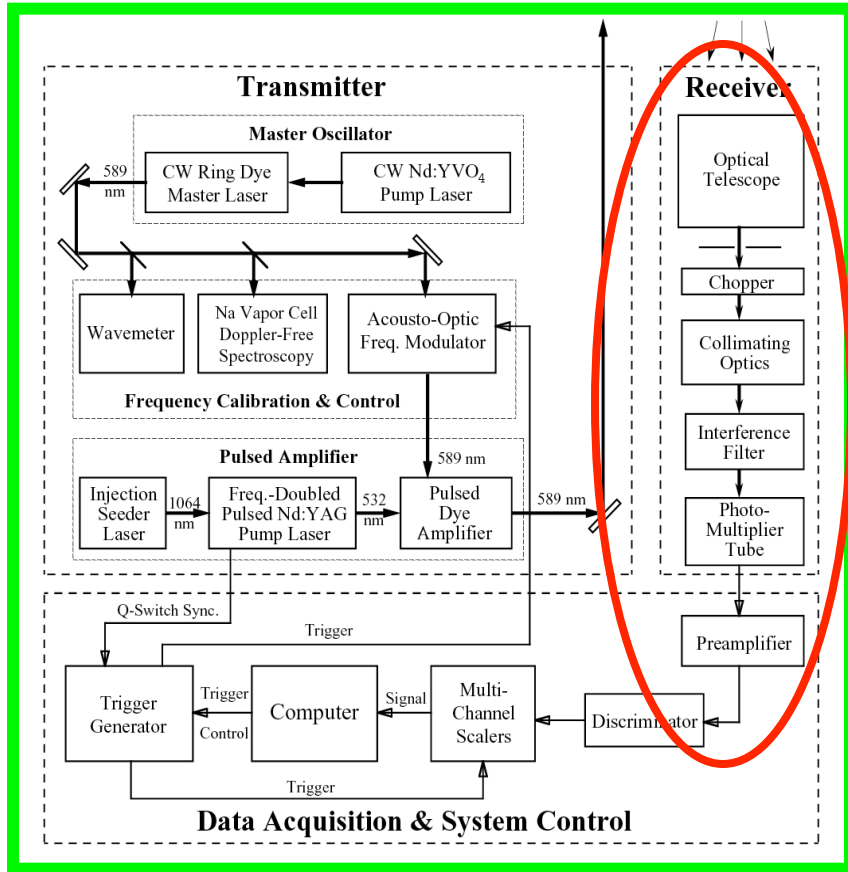 Transmitter
Receiver
Master Oscillator
589
nm
CW Ring Dye
Master Laser
CW Nd:YVO4
Pump Laser
Optical
Telescope
Chopper
Wavemeter
Na Vapor Cell
Doppler-Free
Spectroscopy
Acousto-Optic
Freq. Modulator
Collimating
Optics
Frequency Calibration & Control
Interference
Filter
Pulsed Amplifier
589 nm
Injection
Seeder
Laser
1064
nm
Freq.-Doubled
Pulsed Nd:YAG
Pump Laser
532
nm
Pulsed
Dye
Amplifier
589 nm
Photo-
Multiplier
Tube
Q-Switch Sync.
Trigger
Preamplifier
Trigger
Generator
Trigger
Control
Computer
Signal
Multi-
Channel
Scalers
Discriminator
Trigger
Data Acquisition & System Control